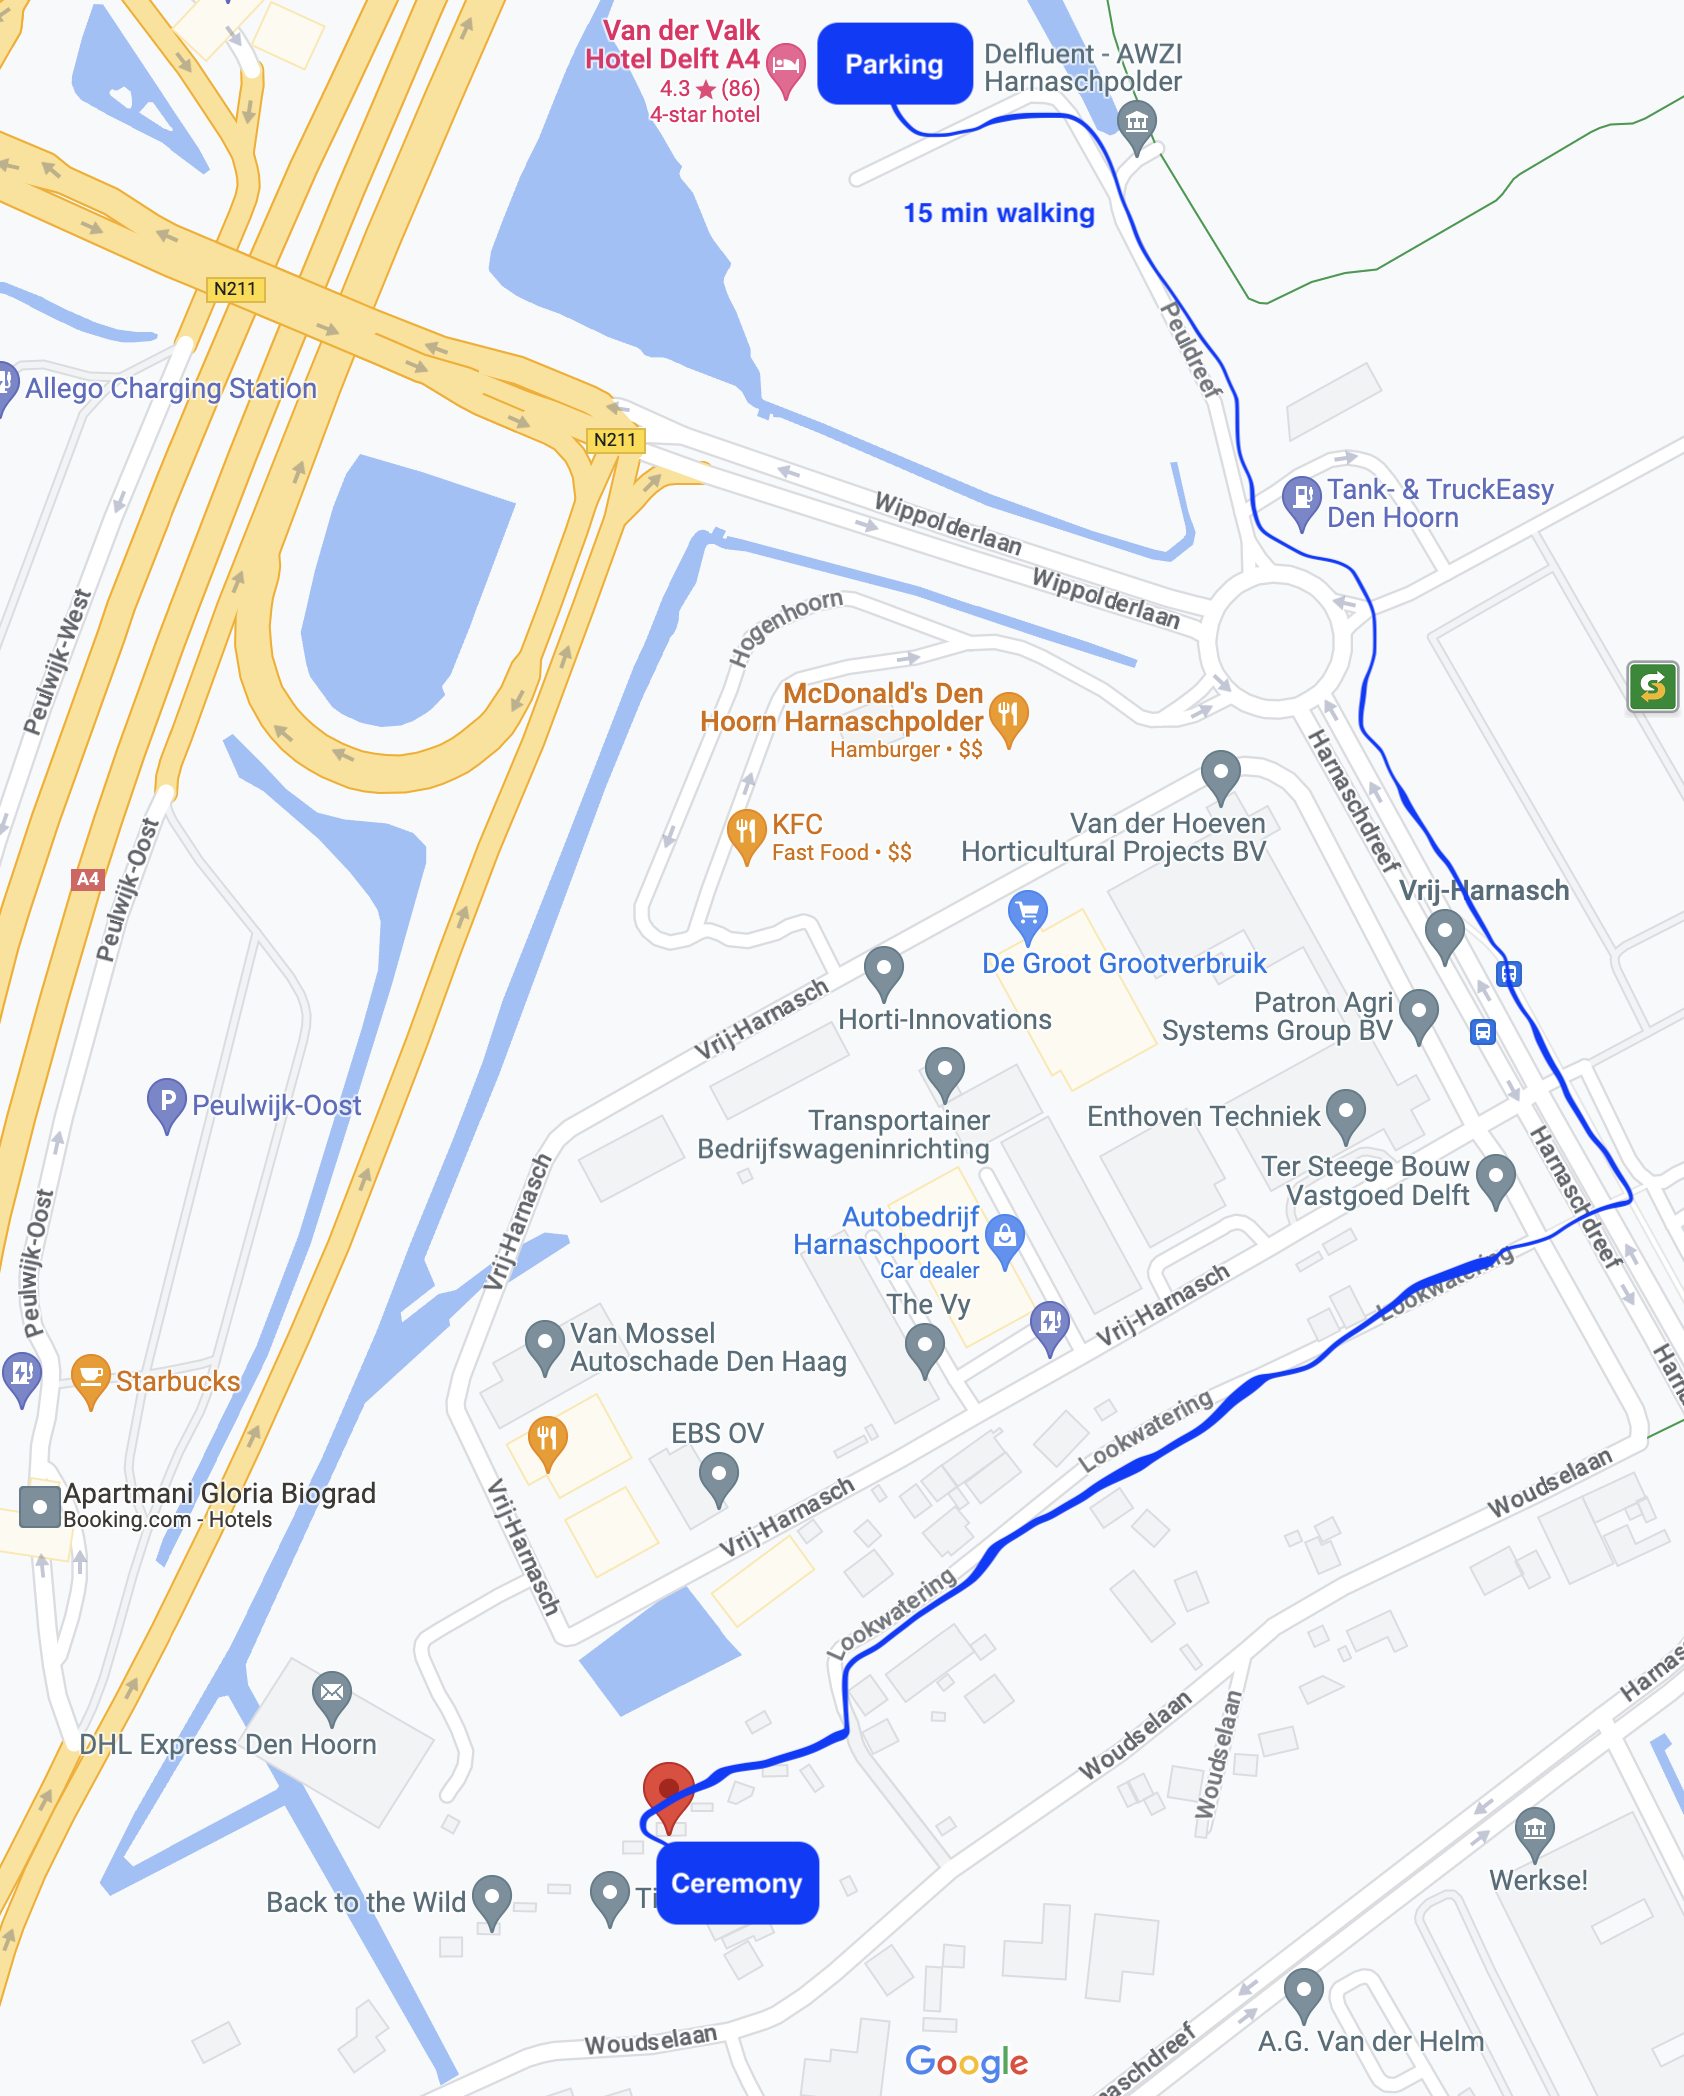 Van der Valk
Hotel Delft A4
4.3 ★ (86)
4-star hotel
Parking
Delfluent - AWZI
Harnaschpolder
15 min walking
N211
Peuldreef
Allego Charging Station
N211
Wippolderlaan
Tank- & TruckEasy
Den Hoorn
Wippolderlaan
Hogenhoorn
Peulwijk-West
McDonald's Den
Hoorn Harnaschpolder
Hamburger • $$
Harnaschdreef
KFC
Fast Food • $$
Van der Hoeven
Horticultural Projects BV
A4
Peulwijk-Oost
Vrij-Harnasch
De Groot Grootverbruik
Horti-Innovations
Vrij-Harnasch
Patron Agri
Systems Group BV
P
Peulwijk-Oost
Transportainer
Bedrijfswageninrichting
Enthoven Techniek
Ter Steege Bouw
Vastgoed Delft
Harnaschdreef
Vrij-Harnasch
Peulwijk-Oost
Autobedrijf
Harnaschpoort
Car dealer
The Vy
Vrij-Harnasch
Lookwatering
Van Mossel
Autoschade Den Haag
Starbucks
Harna
EBS OV
Lookwatering
Apartmani Gloria Biograd
Booking.com - Hotels
Vrij-Harnasch
Vrij-Harnasch
Woudselaan
Lookwatering
DHL Express Den Hoorn
Woudselaan
Woudselaan
Harnas
Ceremony
Back to the Wild
Ti
Werkse!
Woudselaan
Google
A.G. Van der Helm
naschdreef